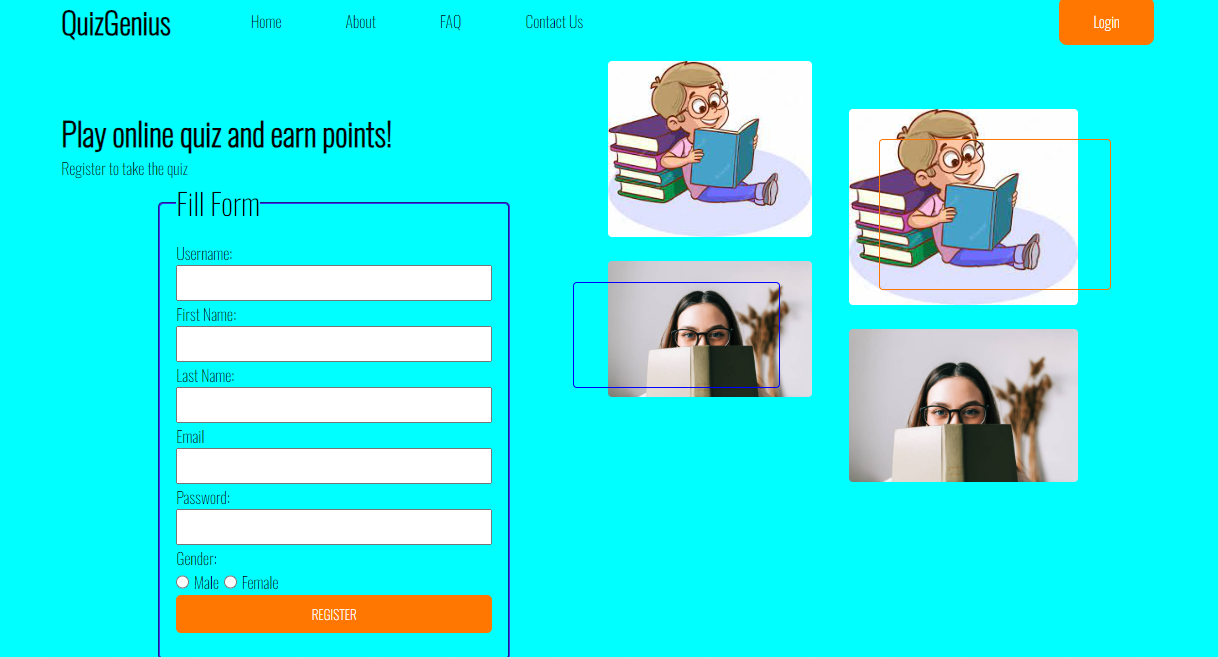 QuizGenius
Home
About
FAQ
Contact Us
Login
Play online quiz and earn points!
Register to take the quiz
Fill Form
Username:
First Name:
Last Name:
Email
Password:
Gender:
Male Female
REGISTER